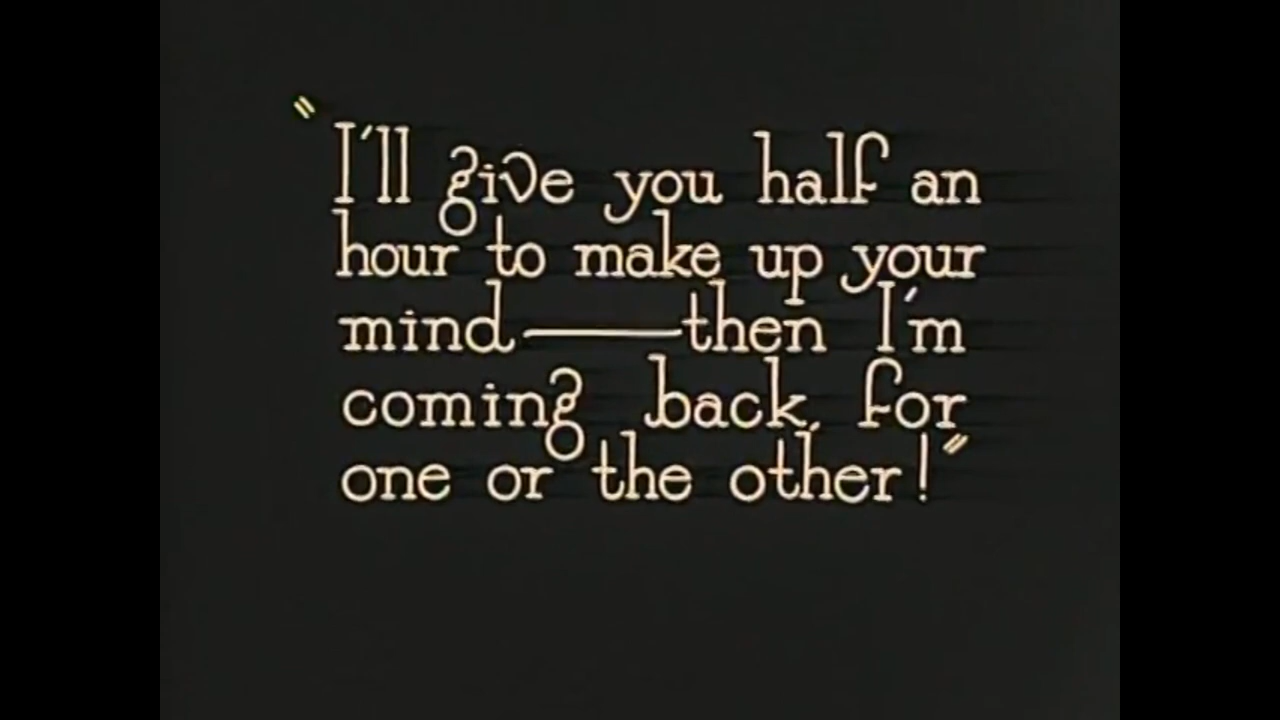 "I'll give you half an
hour to make up your
mind——then I'm
coming back, for
one or the other!"